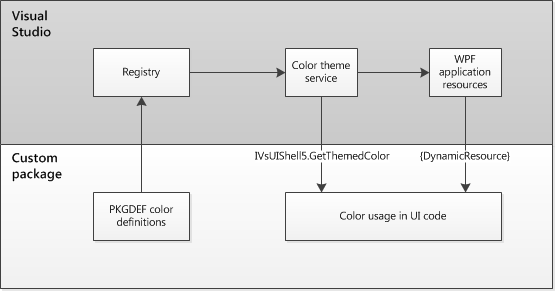 Visual
Studio
Registry
Color theme
service
WPF
application
resources
IVsUIShell5.GetThemedColor
{DynamicResource}
Custom
package
PKGDEF color
definitions
Color usage in UI code